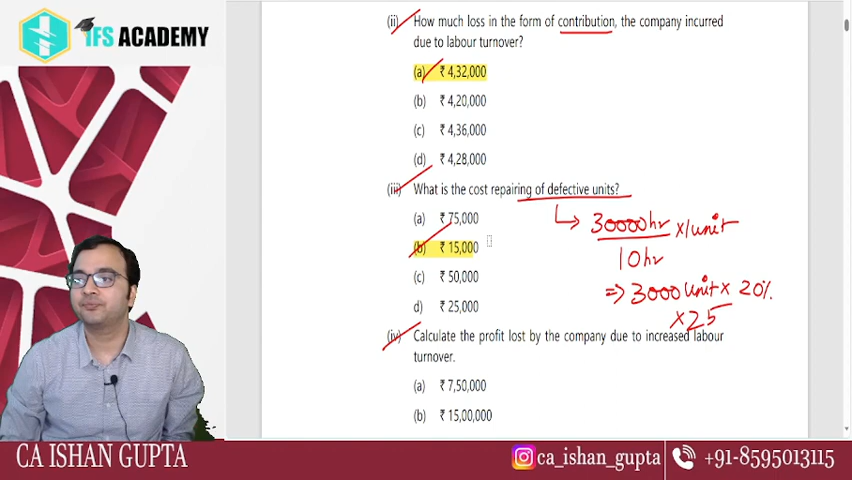 IFS ACADEMY
(ii) How much loss in the form of contribution, the company incurred
due to labour turnover?
(a) ₹ 4,32,000
(b) ₹ 4,20,000
(c) ₹ 4,36,000
(d) ₹ 4,28,000
(iii) What is the cost repairing of defective units?
(a) ₹ 75,000
(b) ₹ 15,000
(c) ₹ 50,000
d) ₹ 25,000
30000hr x1unit
10hr
⇒ 3000 unit x 20%
x25
(iv) Calculate the profit lost by the company due to increased labour
turnover.
(a) ₹ 7,50,000
(b) ₹ 15,00,000
CA ISHAN GUPTA
ca_ishan_gupta
+91-8595013115